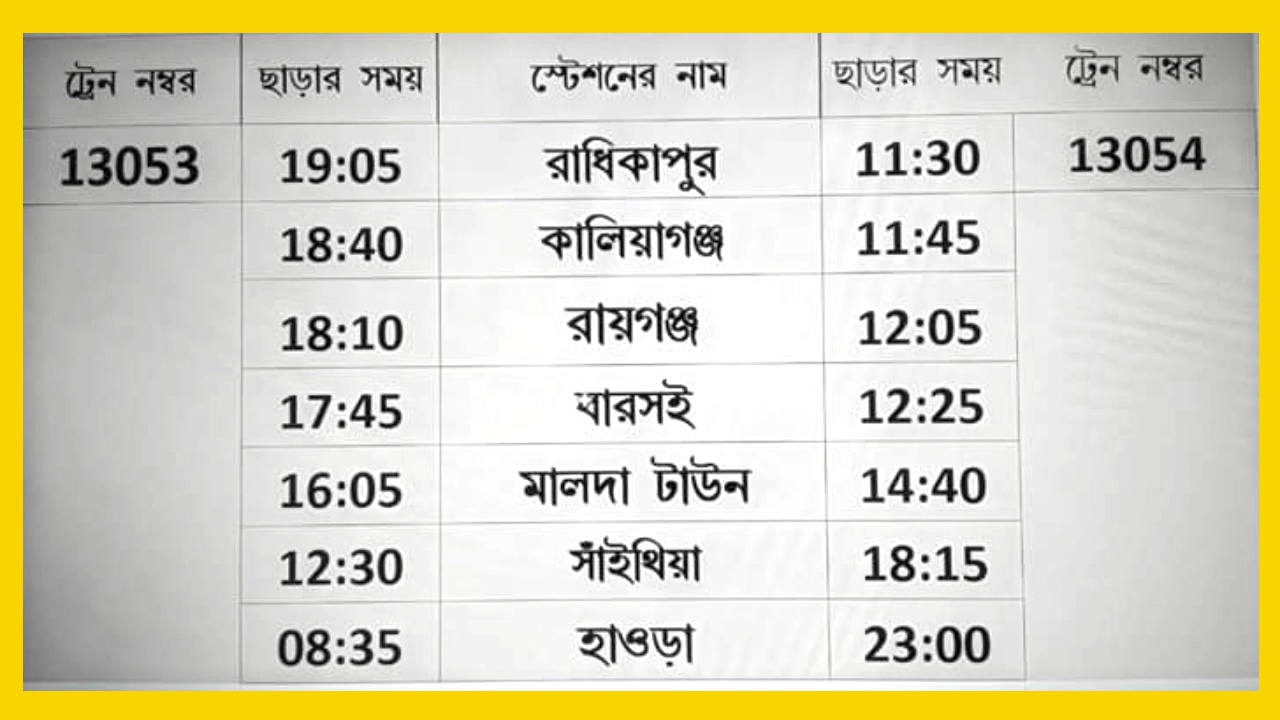 ট্রেন নম্বর ছাড়ার সময় স্টেশনের নাম ছাড়ার সময় ট্রেন নম্বর
13053 19:05 রাধিকাপুর 11:30 13054
18:40 কালিয়াগঞ্জ 11:45
18:10 রায়গঞ্জ 12:05
17:45 বারসই 12:25
16:05 মালদা টাউন 14:40
12:30 সাঁইথিয়া 18:15
08:35 হাওড়া 23:00